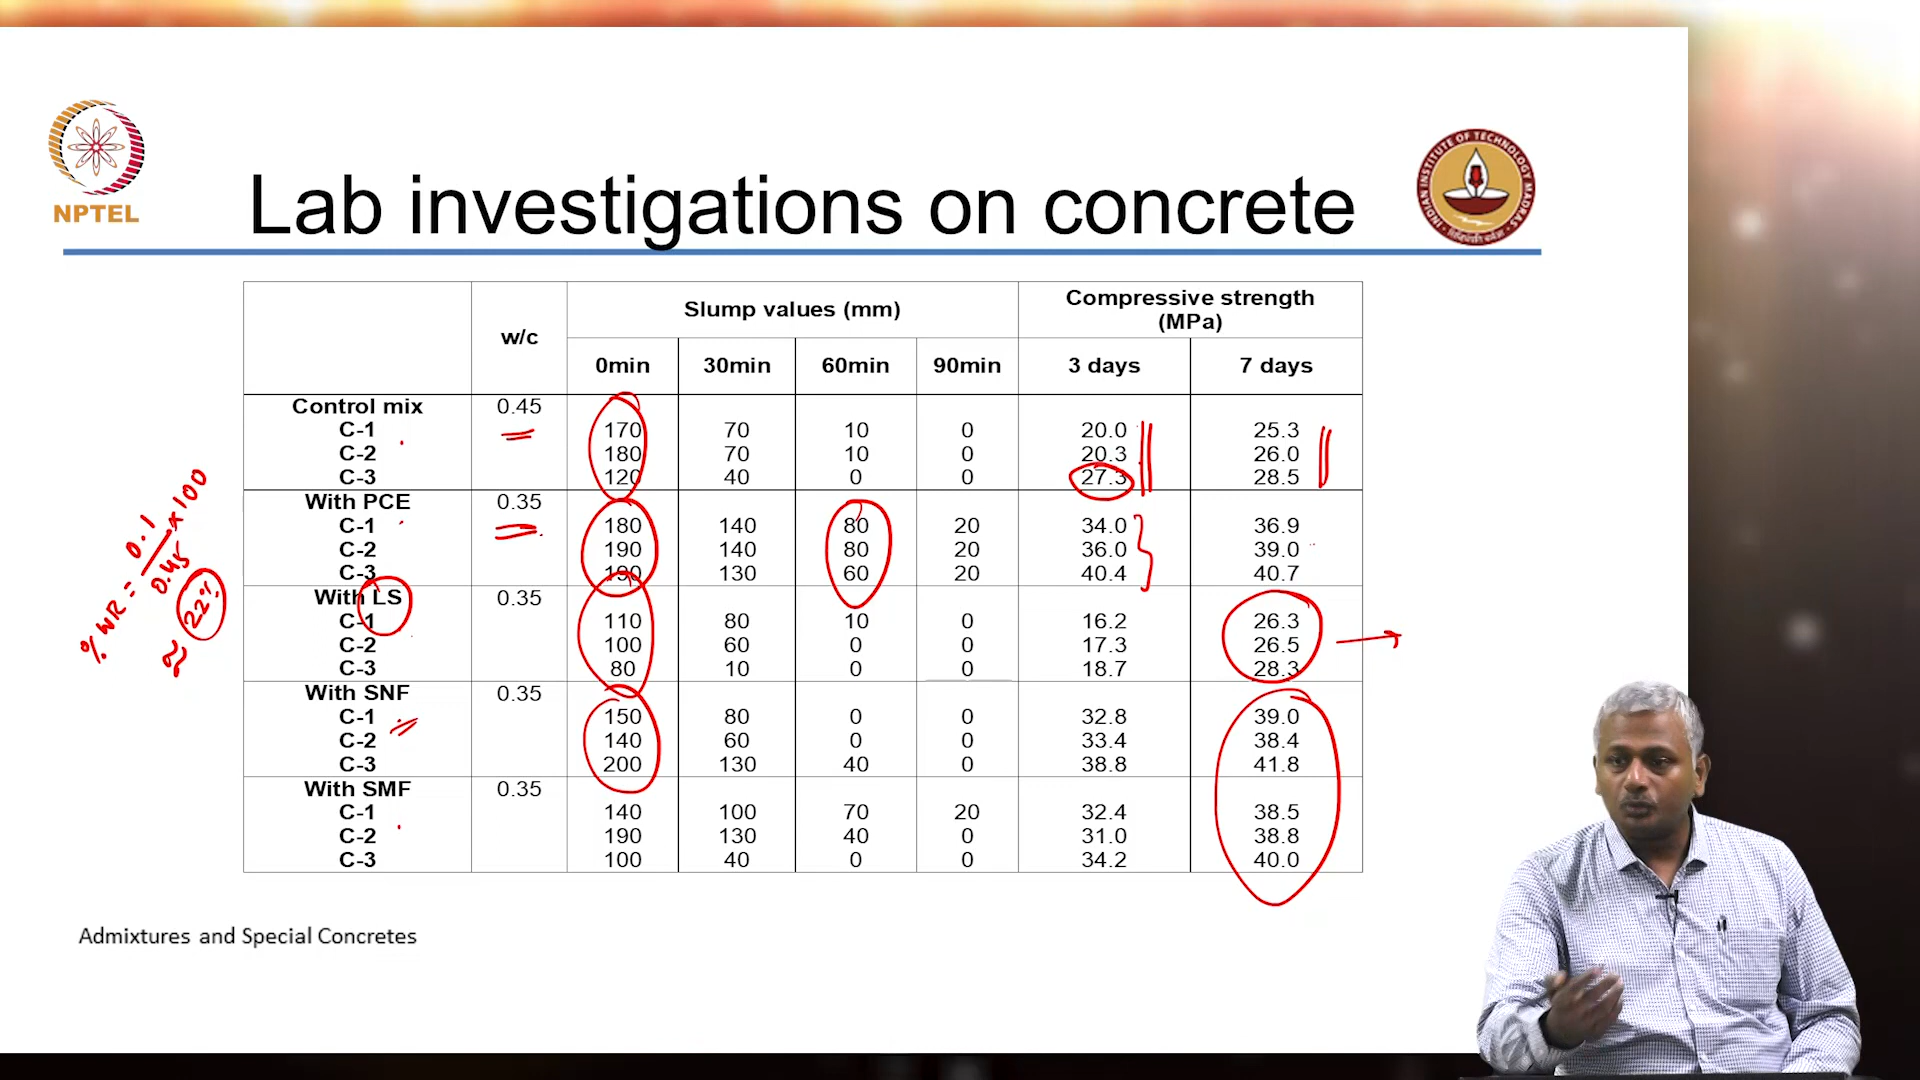 NPTEL
Lab investigations on concrete
INDIAN INSTITUTE OF TECHNOLOGY MADRAS
w/c Slump values (mm) Compressive strength (MPa)
0min 30min 60min 90min 3 days 7 days
Control mix 0.45
C-1 170 70 10 0 20.0 25.3
C-2 180 70 10 0 20.3 26.0
C-3 120 40 0 0 27.3 28.5
With PCE 0.35
C-1 180 140 80 20 34.0 36.9
C-2 190 140 80 20 36.0 39.0
C-3 190 130 60 20 40.4 40.7
With LS 0.35
C-1 110 80 10 0 16.2 26.3
C-2 100 60 0 0 17.3 26.5
C-3 80 10 0 0 18.7 28.3
With SNF 0.35
C-1 150 80 0 0 32.8 39.0
C-2 140 60 0 0 33.4 38.4
C-3 200 130 40 0 38.8 41.8
With SMF 0.35
C-1 140 100 70 20 32.4 38.5
C-2 190 130 40 0 31.0 38.8
C-3 100 40 0 0 34.2 40.0
% WR = 0.1 / 0.45 × 100
≈ 22%
Admixtures and Special Concretes